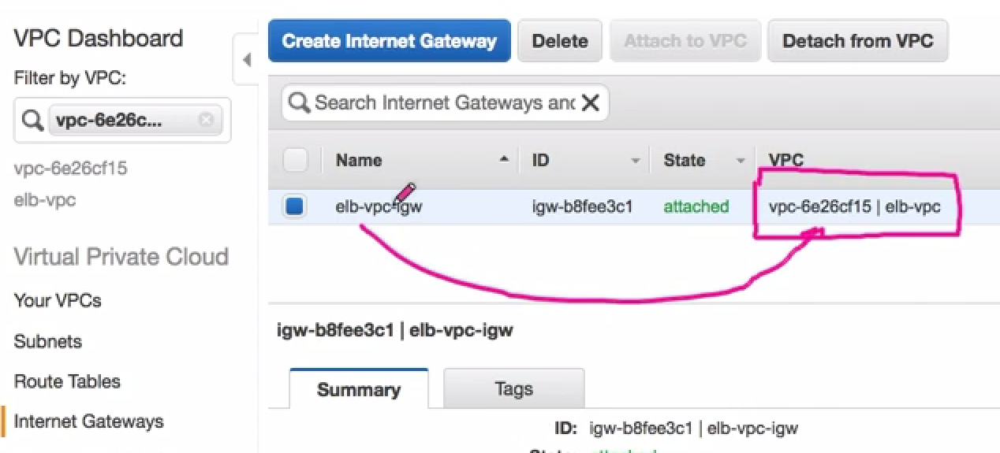 VPC Dashboard
Filter by VPC:
vpc-6e26c...
vpc-6e26cf15
elb-vpc
Virtual Private Cloud
Your VPCs
Subnets
Route Tables
Internet Gateways
Create Internet Gateway Delete Attach to VPC Detach from VPC
Search Internet Gateways and
Name ID State VPC
elb-vpc-igw igw-b8fee3c1 attached vpc-6e26cf15 | elb-vpc
igw-b8fee3c1 | elb-vpc-igw
Summary Tags
ID: igw-b8fee3c1 | elb-vpc-igw
State: attached